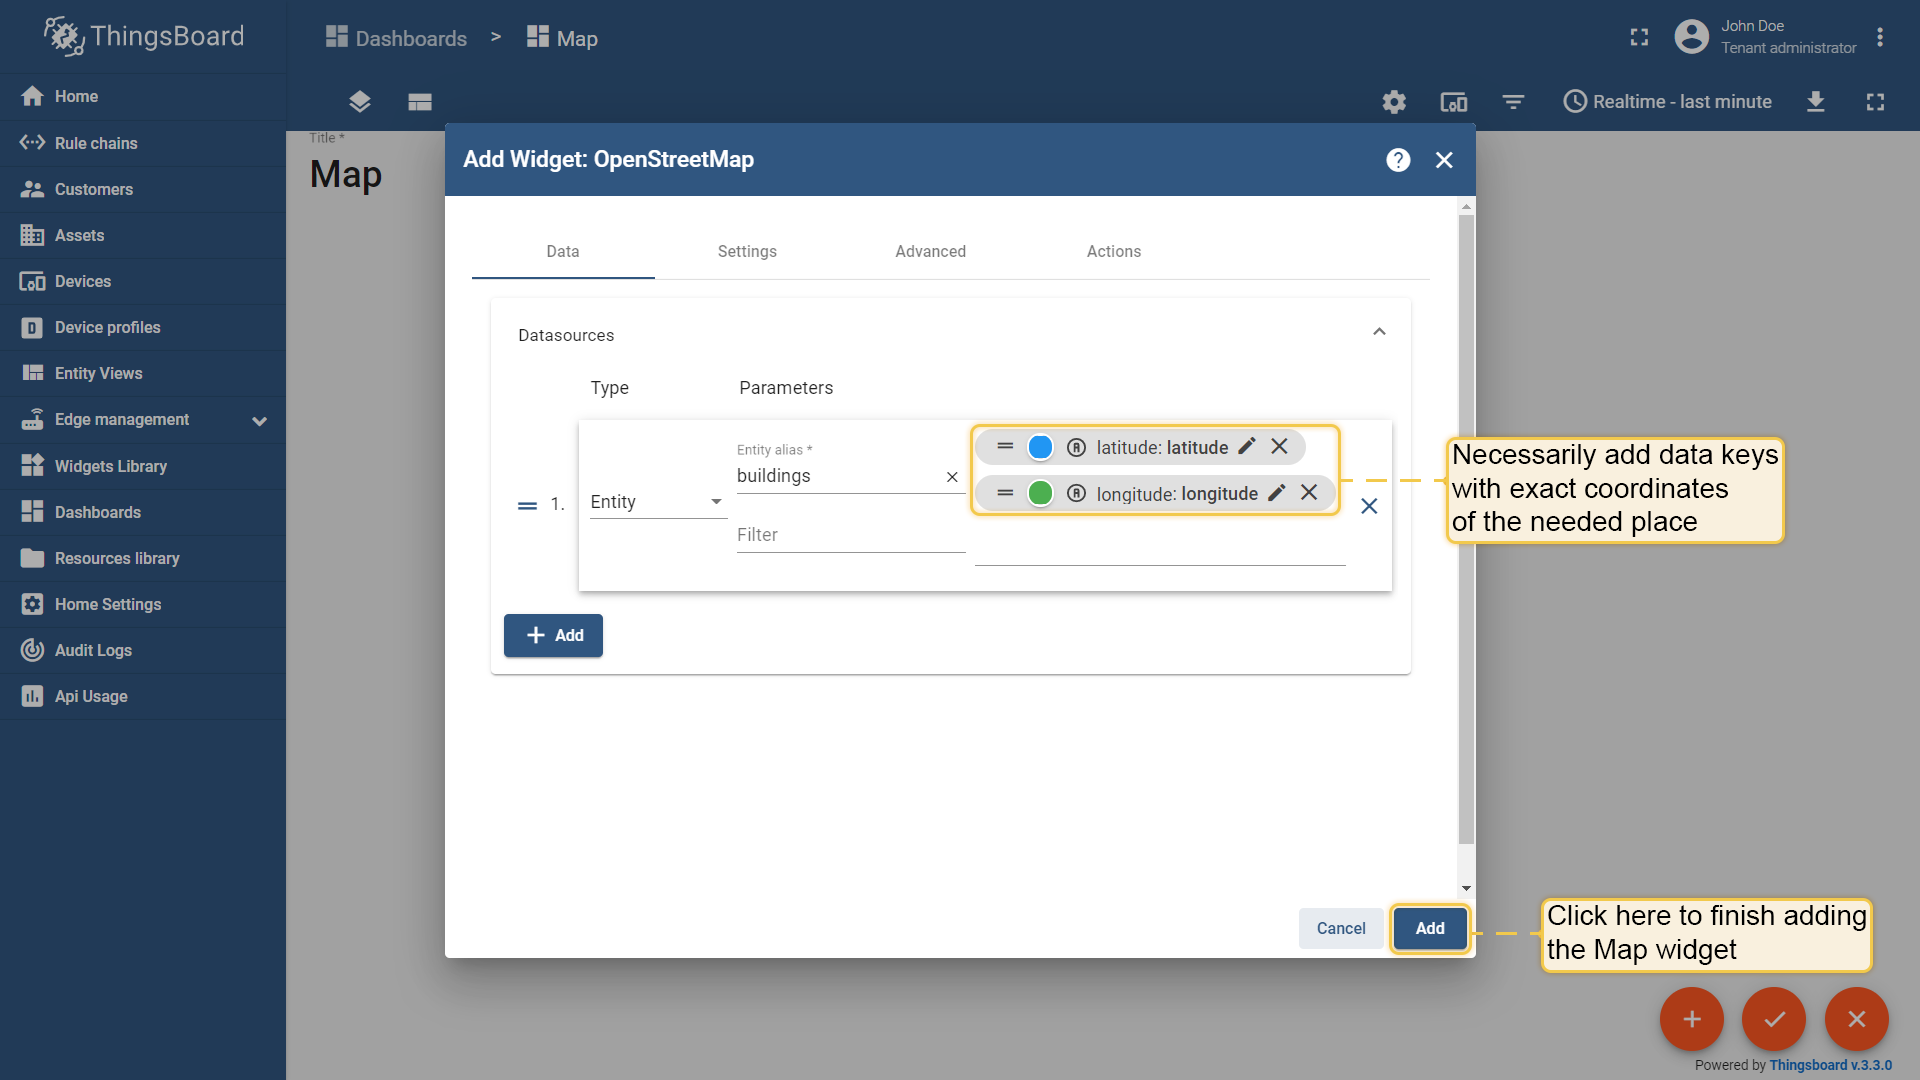 ThingsBoard
Dashboards > Map
John Doe
Tenant administrator
Home
Rule chains
Customers
Assets
Devices
Device profiles
Entity Views
Edge management
Widgets Library
Dashboards
Resources library
Home Settings
Audit Logs
Api Usage
Realtime - last minute
Title *
Map
Add Widget: OpenStreetMap
Data
Settings
Advanced
Actions
Datasources
Type
Parameters
1.
Entity
Entity alias *
buildings
Filter
latitude: latitude
longitude: longitude
Add
Necessarily add data keys
with exact coordinates
of the needed place
Cancel
Add
Click here to finish adding
the Map widget
Powered by Thingsboard v.3.3.0